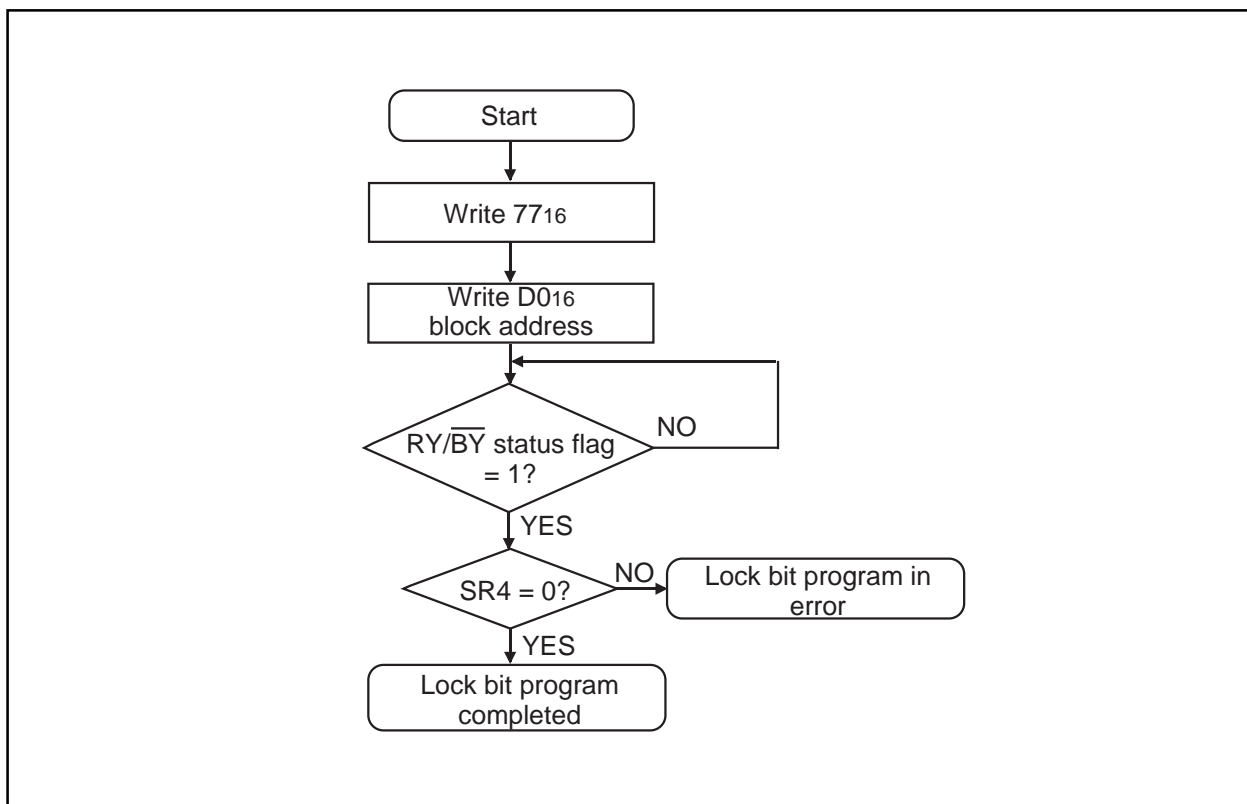 Start
Write 7716
Write D016
block address
RY/B̅Y̅ status flag
= 1?
NO
YES
SR4 = 0?
NO
Lock bit program in
error
YES
Lock bit program
completed